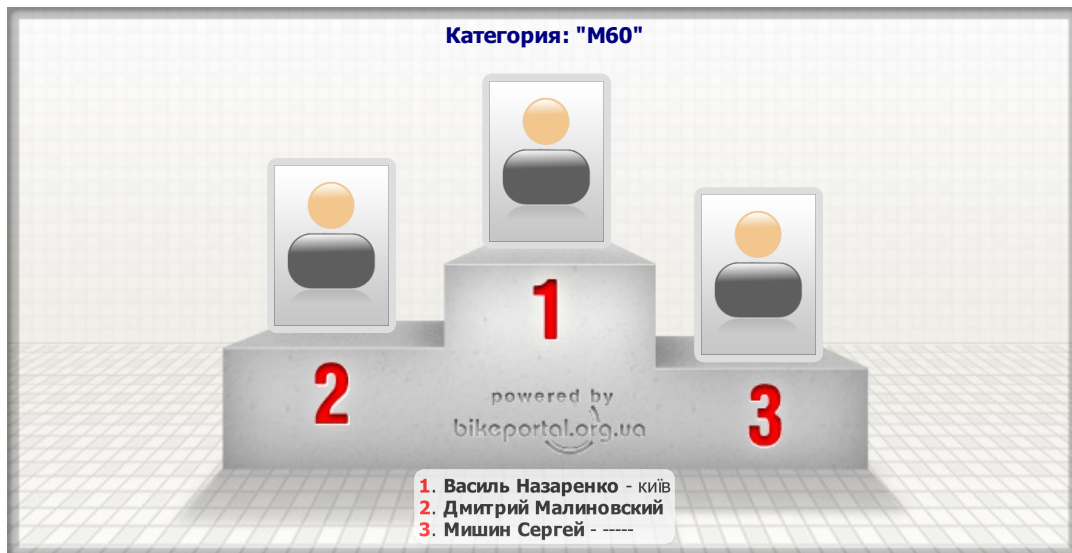 Категория: "M60"
1
2
3
powered by
bikeportal.org.ua
1. Василь Назаренко - київ
2. Дмитрий Малиновский
3. Мишин Сергей - -----